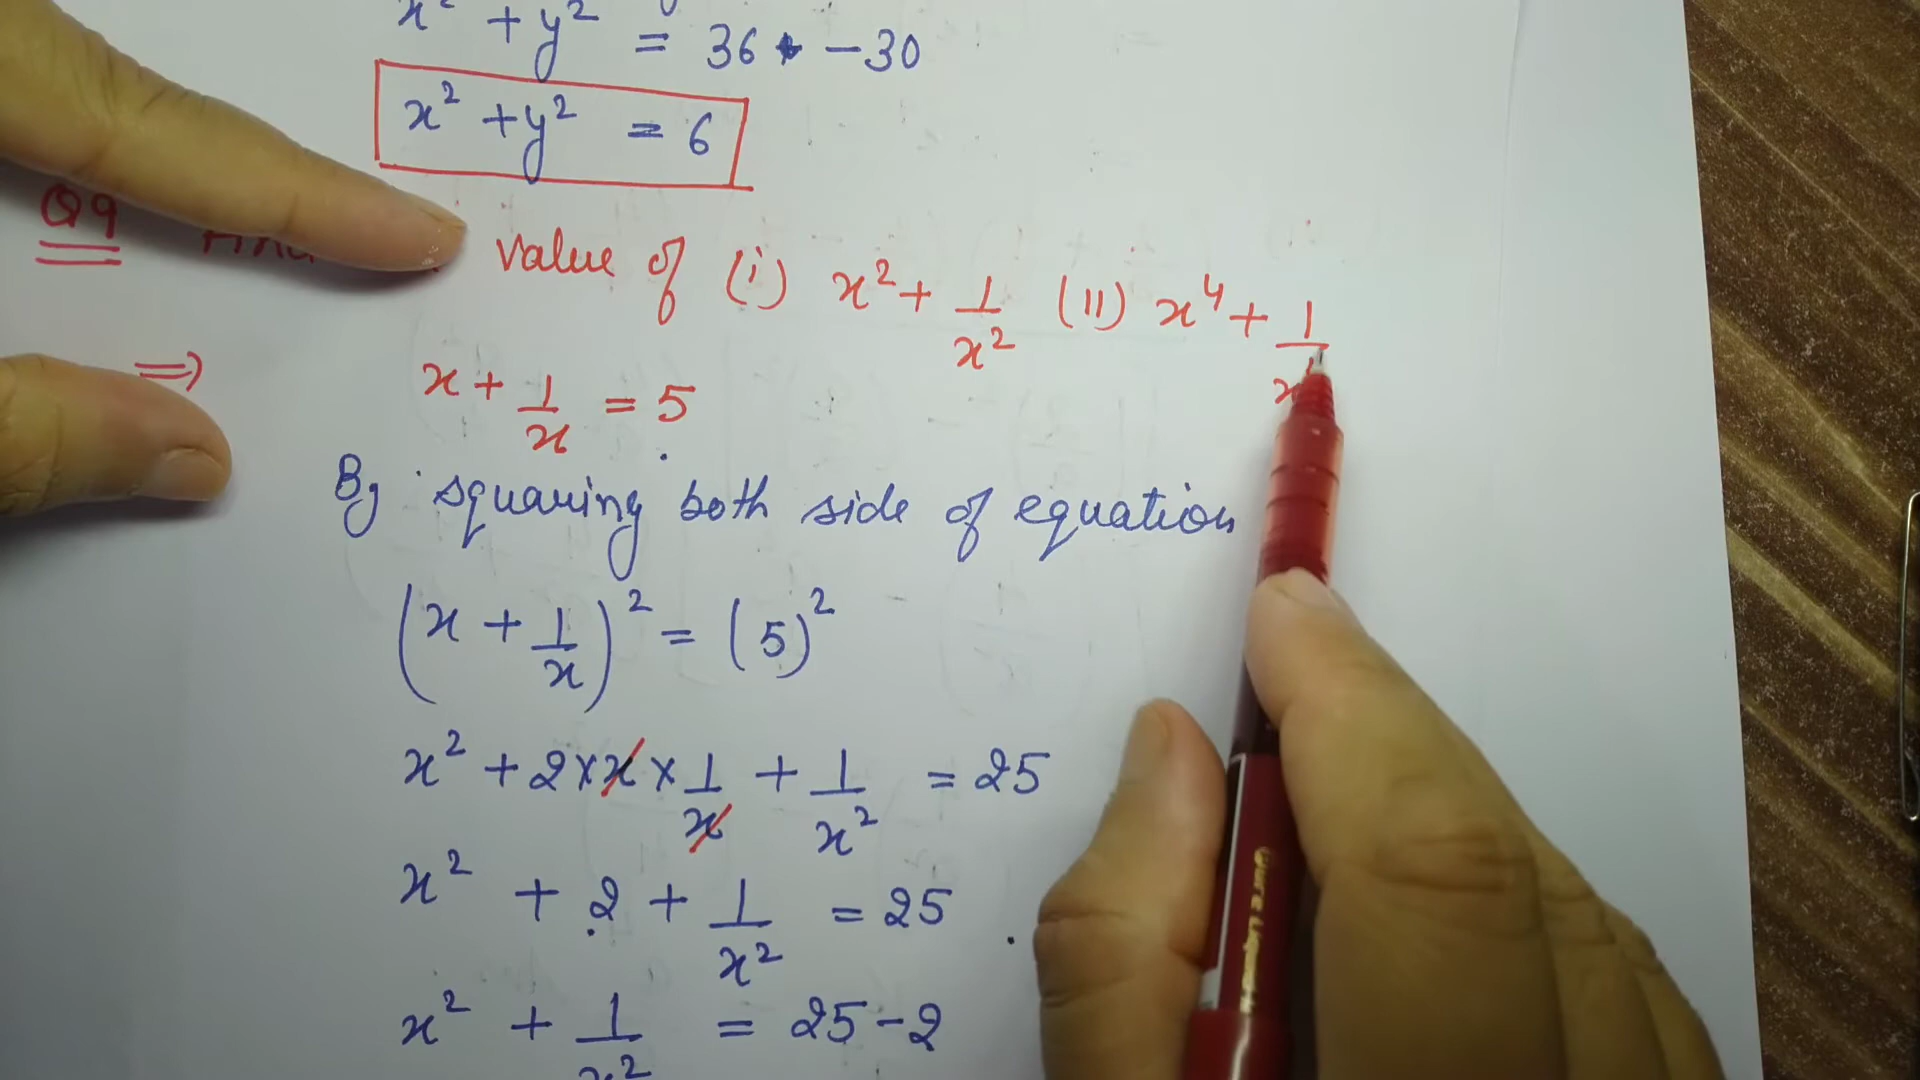 x² + y² = 36 - 30
x² + y² = 6
Q9 value of (i) x² + 1/x² (II) x⁴ + 1/x
⇒ x + 1/x = 5
By squaring both side of equation
(x + 1/x)² = (5)²
x² + 2 × x × 1/x + 1/x² = 25
x² + 2 + 1/x² = 25
x² + 1/x² = 25 - 2